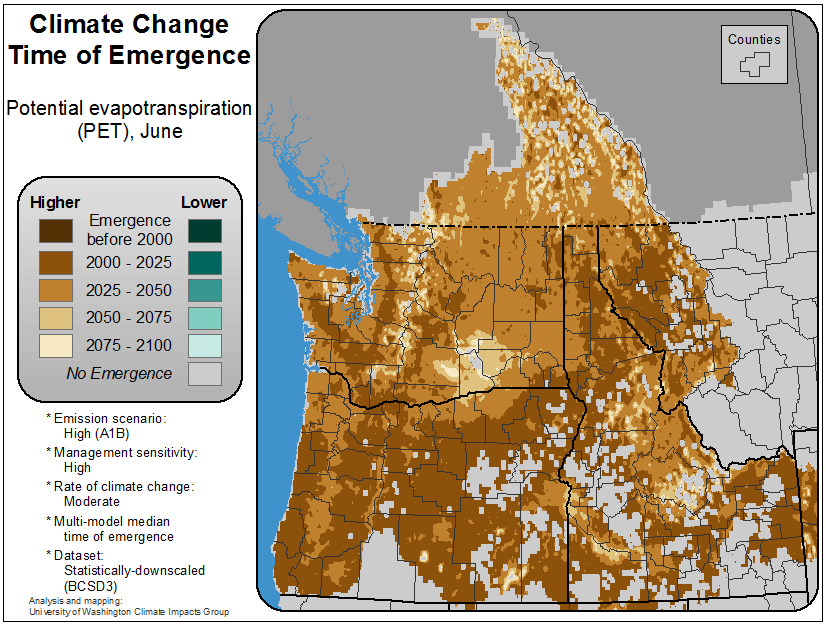 Climate Change
Time of Emergence
Potential evapotranspiration
(PET), June
Higher Lower
Emergence
before 2000
2000 - 2025
2025 - 2050
2050 - 2075
2075 - 2100
No Emergence
* Emission scenario:
High (A1B)
* Management sensitivity:
High
* Rate of climate change:
Moderate
* Multi-model median
time of emergence
* Dataset:
Statistically-downscaled
(BCSD3)
Analysis and mapping:
University of Washington Climate Impacts Group
Counties